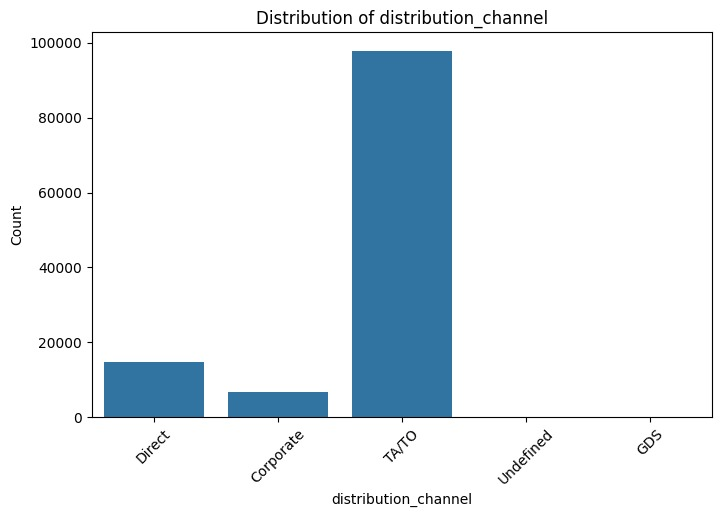 Distribution of distribution_channel
Count
100000
80000
60000
40000
20000
0
Direct
Corporate
TA/TO
Undefined
GDS
distribution_channel